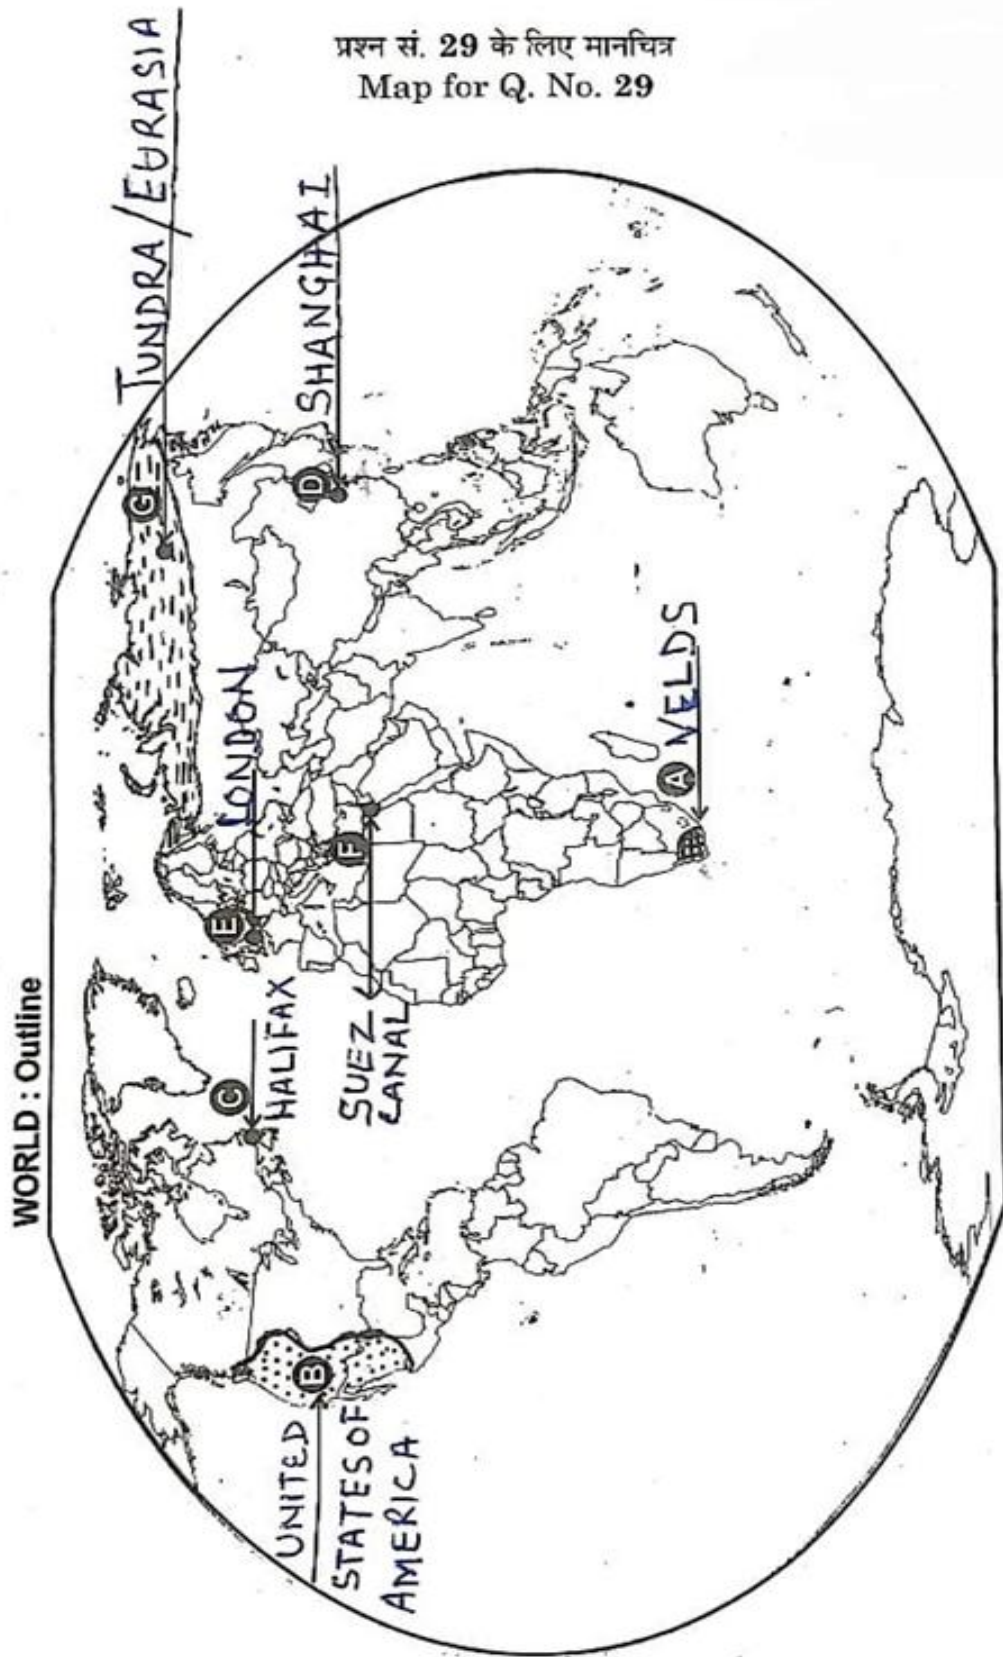 प्रश्न सं. 29 के लिए मानचित्र
Map for Q. No. 29
WORLD : Outline
TUNDRA/EURASIA
G
SHANGHAI
D
LONDON
E
HALIFAX
C
SUEZ
CANAL
F
VELDS
A
UNITED
STATES OF
AMERICA
B